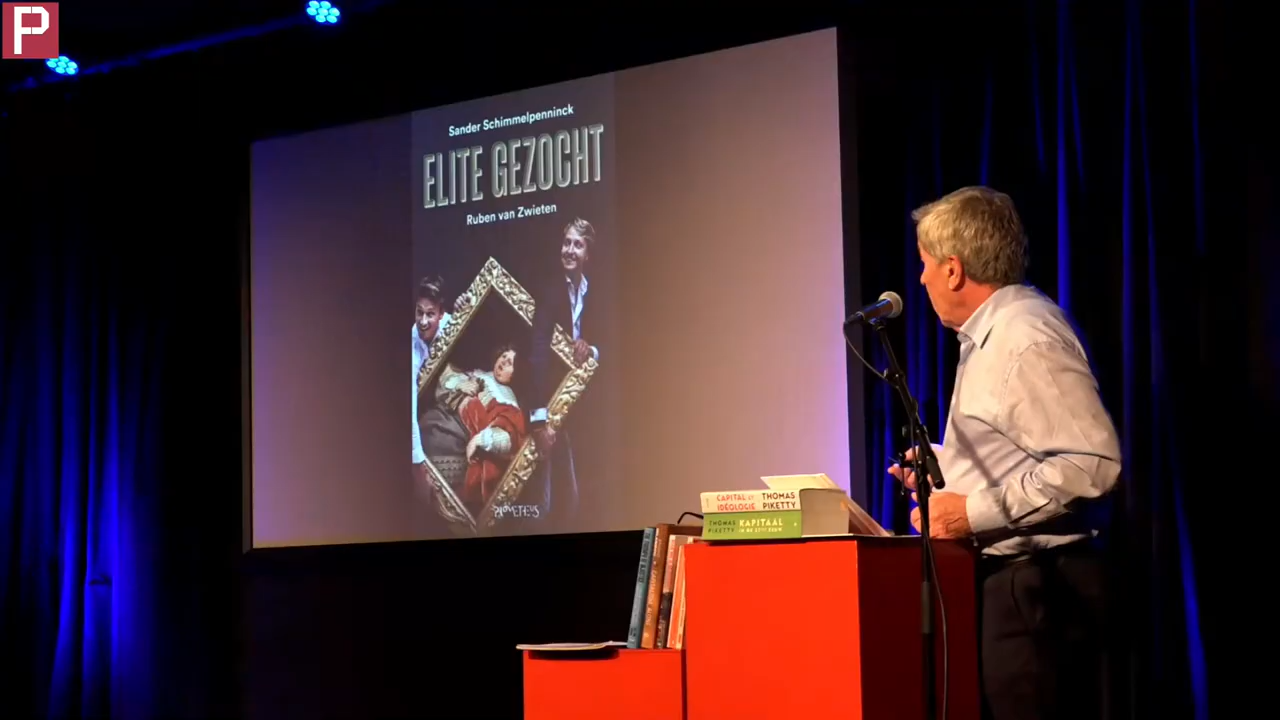 P
Sander Schimmelpenninck
ELITE GEZOCHT
Ruben van Zwieten
PROMETHEUS
CAPITAL ET IDÉOLOGIE
THOMAS PIKETTY
THOMAS PIKETTY
KAPITAAL
IN DE 21STE EEUW